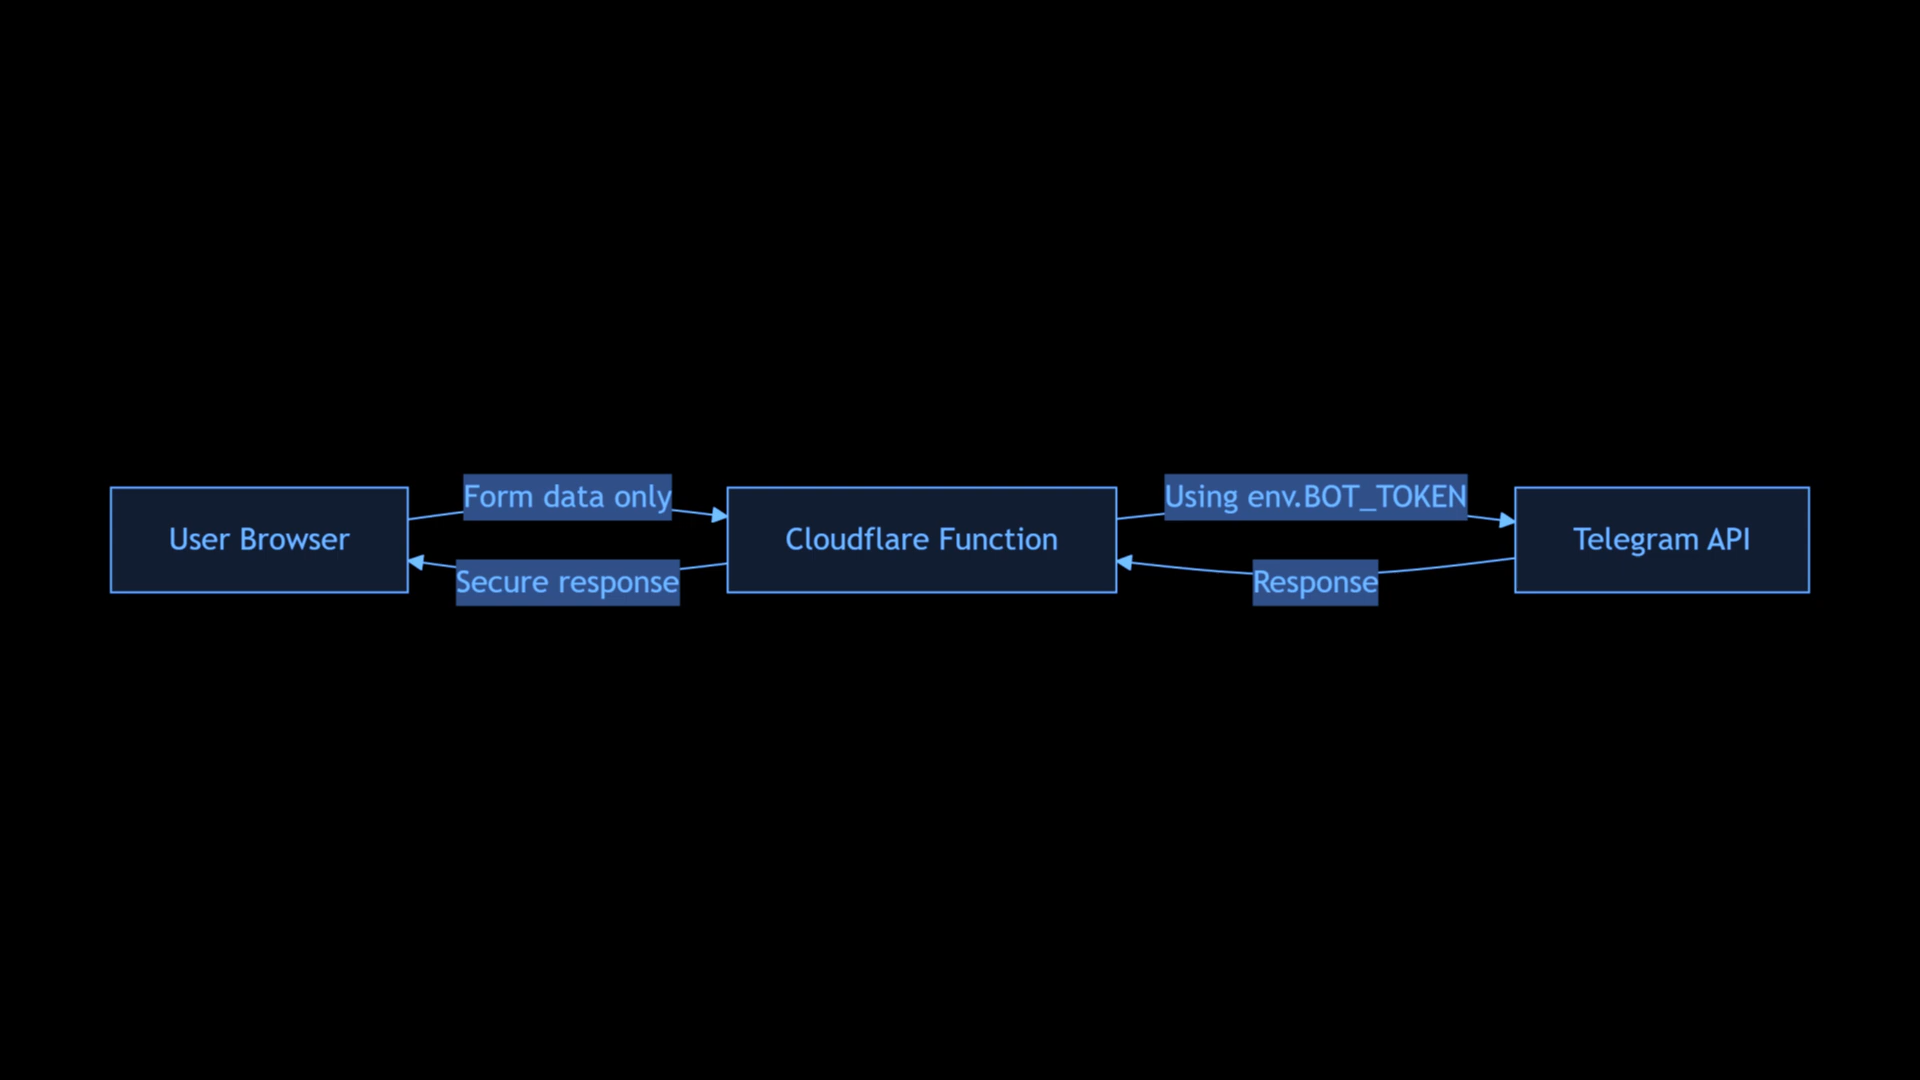 User Browser
Form data only
Secure response
Cloudflare Function
Using env.BOT_TOKEN
Response
Telegram API